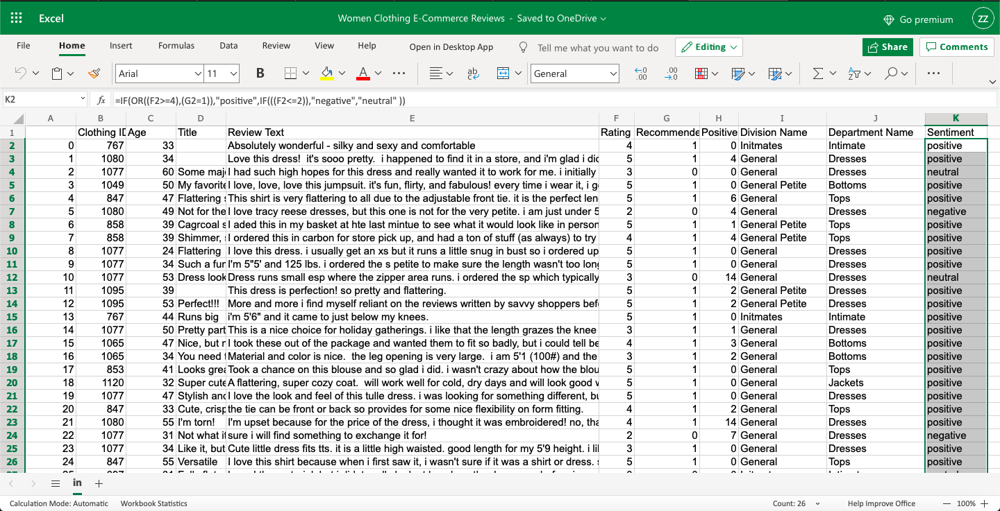 Excel Women Clothing E-Commerce Reviews - Saved to OneDrive Go premium ZZ
File Home Insert Formulas Data Review View Help Open in Desktop App Tell me what you want to do Editing Share Comments
Arial 11 B A ab General
K2 fx =IF(OR((F2>=4),(G2=1)),"positive",IF(((F2<=2)),"negative","neutral" ))
A B C D E F G H I J K
1 Clothing ID Age Title Review Text Rating Recommende Positive Division Name Department Name Sentiment
2 0 767 33 Absolutely wonderful - silky and sexy and comfortable 4 1 0 Initmates Intimate positive
3 1 1080 34 Love this dress!  it's sooo pretty.  i happened to find it in a store, and i'm glad i did 5 1 4 General Dresses positive
4 2 1077 60 Some maj I had such high hopes for this dress and really wanted it to work for me. i initially 3 0 0 General Dresses neutral
5 3 1049 50 My favorite I love, love, love this jumpsuit. it's fun, flirty, and fabulous! every time i wear it, i g 5 1 0 General Petite Bottoms positive
6 4 847 47 Flattering This shirt is very flattering to all due to the adjustable front tie. it is the perfect len 5 1 6 General Tops positive
7 5 1080 49 Not for the I love tracy reese dresses, but this one is not for the very petite. i am just under 5 2 0 4 General Dresses negative
8 6 858 39 Cagrcoal s I aded this in my basket at hte last mintue to see what it would look like in person 5 1 1 General Petite Tops positive
9 7 858 39 Shimmer, I ordered this in carbon for store pick up, and had a ton of stuff (as always) to try 4 1 4 General Petite Tops positive
10 8 1077 24 Flattering I love this dress. i usually get an xs but it runs a little snug in bust so i ordered up 5 1 0 General Dresses positive
11 9 1077 34 Such a fun I'm 5"5' and 125 lbs. i ordered the s petite to make sure the length wasn't too long 5 1 0 General Dresses positive
12 10 1077 53 Dress look Dress runs small esp where the zipper area runs. i ordered the sp which typically 3 0 14 General Dresses neutral
13 11 1095 39 This dress is perfection! so pretty and flattering. 5 1 2 General Petite Dresses positive
14 12 1095 53 Perfect!!! More and more i find myself reliant on the reviews written by savvy shoppers bef 5 1 2 General Petite Dresses positive
15 13 767 44 Runs big i'm 5'6" and it came to just below my knees. 5 1 0 Initmates Intimate positive
16 14 1077 50 Pretty part This is a nice choice for holiday gatherings. i like that the length grazes the knee 3 1 1 General Dresses positive
17 15 1065 47 Nice, but n I took these out of the package and wanted them to fit so badly, but i could tell be 4 1 3 General Bottoms positive
18 16 1065 34 You need Material and color is nice.  the leg opening is very large.  i am 5'1 (100#) and the 3 1 2 General Bottoms positive
19 17 853 41 Looks grea Took a chance on this blouse and so glad i did. i wasn't crazy about how the blou 5 1 0 General Tops positive
20 18 1120 32 Super cute A flattering, super cozy coat.  will work well for cold, dry days and will look good w 5 1 0 General Jackets positive
21 19 1077 47 Stylish and I love the look and feel of this tulle dress. i was looking for something different, bu 5 1 0 General Dresses positive
22 20 847 33 Cute, crisp the tie can be front or back so provides for some nice flexibility on form fitting. 4 1 2 General Tops positive
23 21 1080 55 I'm torn! I'm upset because for the price of the dress, i thought it was embroidered! no, tha 4 1 14 General Dresses positive
24 22 1077 31 Not what it sure i will find something to exchange it for! 2 0 7 General Dresses negative
25 23 1077 34 Like it, but Cute little dress fits tts. it is a little high waisted. good length for my 5'9 height. i li 3 1 0 General Dresses positive
26 24 847 55 Versatile I love this shirt because when i first saw it, i wasn't sure if it was a shirt or dress. 5 1 0 General Tops positive
in
Calculation Mode: Automatic Workbook Statistics Count: 26 Help Improve Office 100%